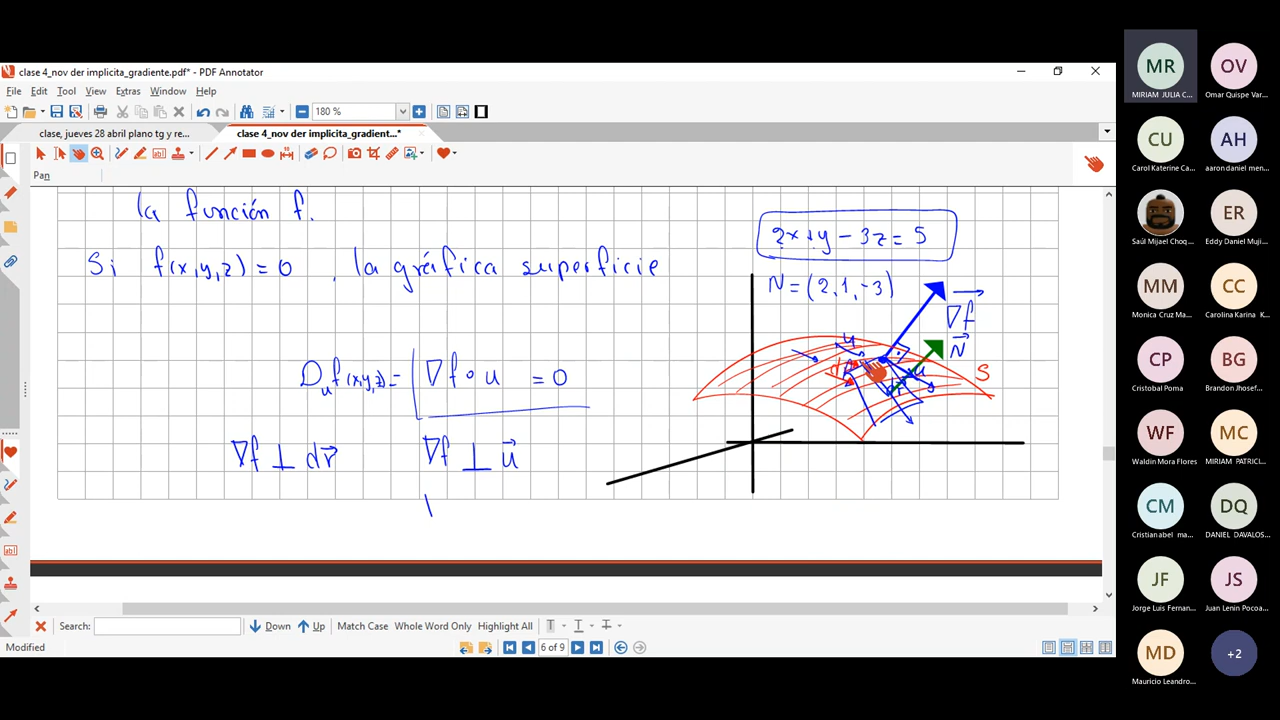 clase 4_nov der implicita_gradiente.pdf* - PDF Annotator
File Edit Tool View Extras Window Help
180 %
clase, jueves 28 abril plano tg y re...
clase 4_nov der implicita_gradient...*
Pan
la función f.
Si f(x,y,z) = 0 , la gráfica superficie
2x+y-3z=5
N=(2,1,-3)
∇f
N
u
dr
S
u
dr
D_u f(x,y,z) = ∇f ∘ u = 0
∇f ⊥ dr⃗
∇f ⊥ u⃗
Search:
Down
Up
Match Case
Whole Word Only
Highlight All
Modified
6 of 9
MR
MIRIAM JULIA C...
OV
Omar Quispe Var...
CU
Carol Katerine Ca...
AH
aaron daniel men...
Saúl Mijael Choq...
ER
Eddy Daniel Muji...
MM
Monica Cruz Ma...
CC
Carolina Karina K...
CP
Cristobal Poma
BG
Brandon Jhosef...
WF
Waldin Mora Flores
MC
MIRIAM PATRICI...
CM
Cristian abel ma...
DQ
DANIEL DAVALOS...
JF
Jorge Luis Fernan...
JS
Juan Lenin Pocoa...
MD
Mauricio Leandro...
+2